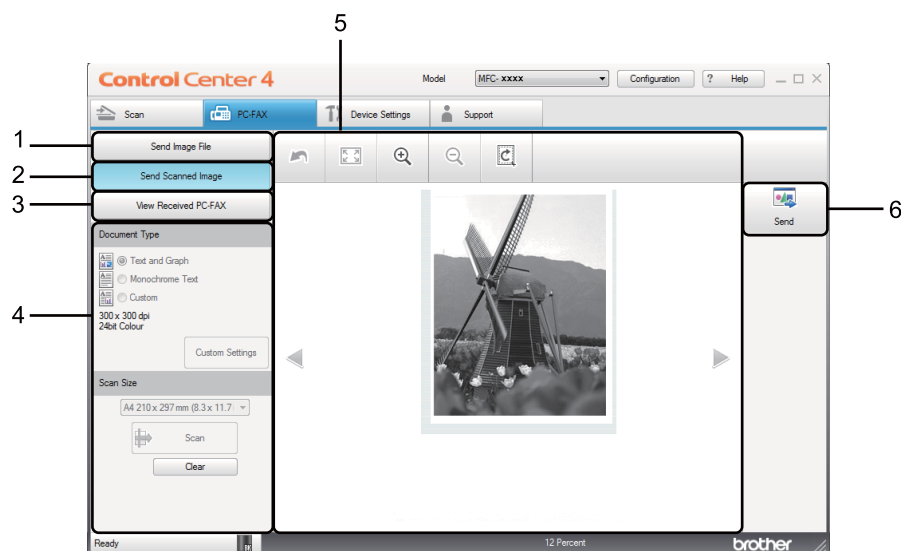 5
Control Center 4
Model
MFC- xxxx
Configuration
? Help
Scan
PC-FAX
Device Settings
Support
1
Send Image File
2
Send Scanned Image
3
View Received PC-FAX
6
Send
4
Document Type
Text and Graph
Monochrome Text
Custom
300 x 300 dpi
24bit Colour
Custom Settings
Scan Size
A4 210 x 297 mm (8.3 x 11.7
Scan
Clear
Ready
BK
12 Percent
brother